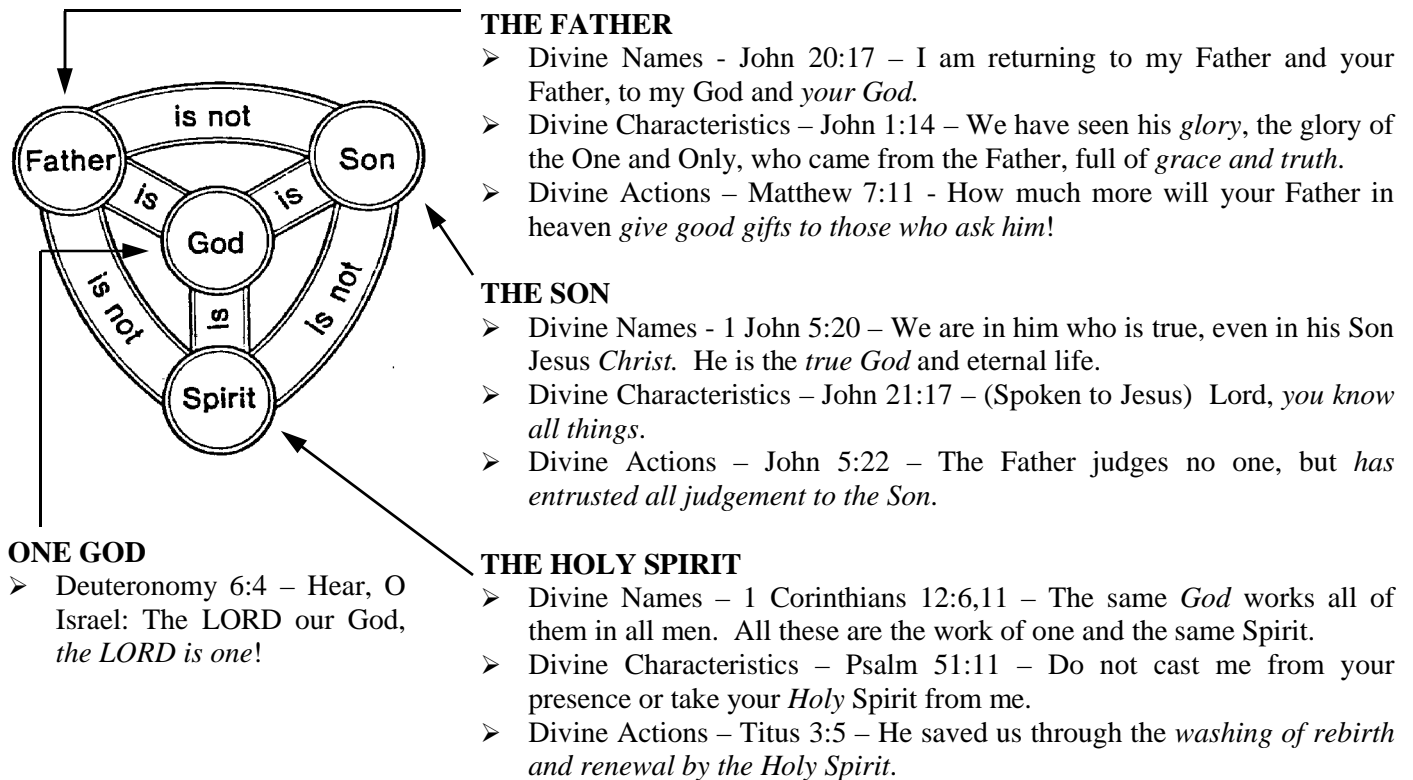 is not
Father
Son
is
is
God
is not
is not
is
Spirit
THE FATHER
➢ Divine Names - John 20:17 – I am returning to my Father and your
Father, to my God and your God.
➢ Divine Characteristics – John 1:14 – We have seen his glory, the glory of
the One and Only, who came from the Father, full of grace and truth.
➢ Divine Actions – Matthew 7:11 - How much more will your Father in
heaven give good gifts to those who ask him!
THE SON
➢ Divine Names - 1 John 5:20 – We are in him who is true, even in his Son
Jesus Christ. He is the true God and eternal life.
➢ Divine Characteristics – John 21:17 – (Spoken to Jesus) Lord, you know
all things.
➢ Divine Actions – John 5:22 – The Father judges no one, but has
entrusted all judgement to the Son.
ONE GOD
➢ Deuteronomy 6:4 – Hear, O
Israel: The LORD our God,
the LORD is one!
THE HOLY SPIRIT
➢ Divine Names – 1 Corinthians 12:6,11 – The same God works all of
them in all men. All these are the work of one and the same Spirit.
➢ Divine Characteristics – Psalm 51:11 – Do not cast me from your
presence or take your Holy Spirit from me.
➢ Divine Actions – Titus 3:5 – He saved us through the washing of rebirth
and renewal by the Holy Spirit.